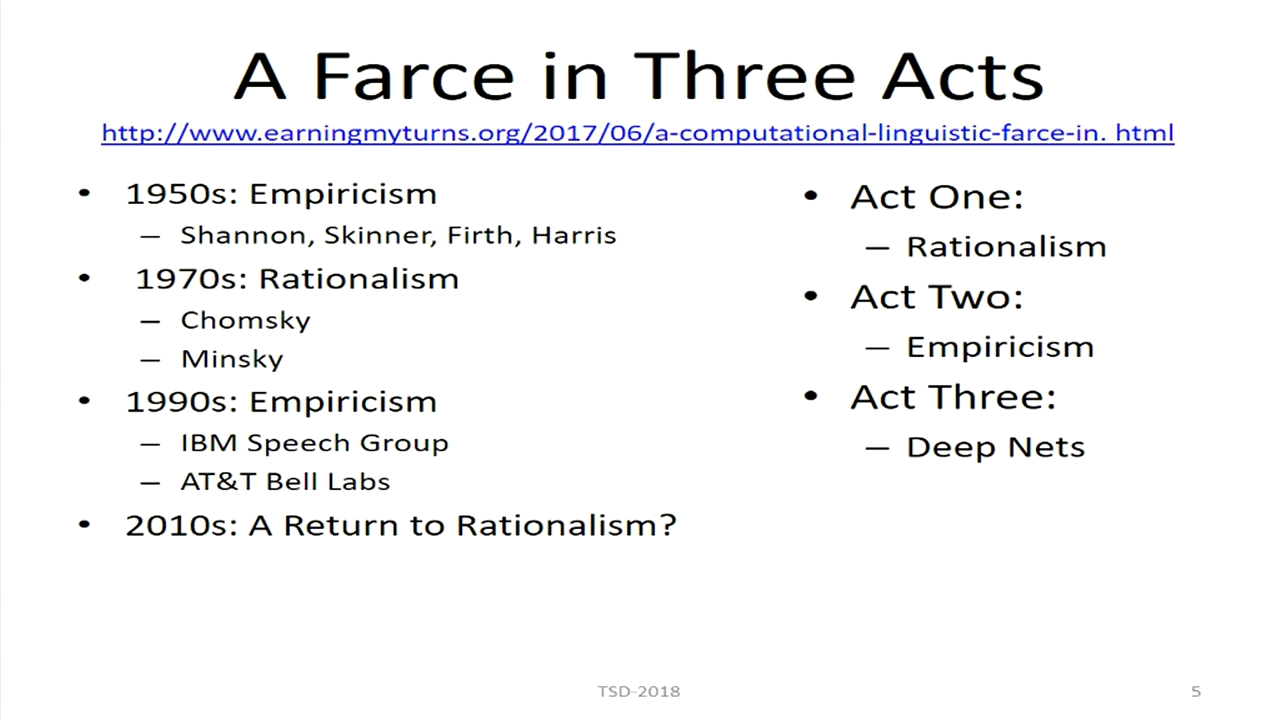 A Farce in Three Acts
http://www.earningmyturns.org/2017/06/a-computational-linguistic-farce-in. html
• 1950s: Empiricism
– Shannon, Skinner, Firth, Harris
• 1970s: Rationalism
– Chomsky
– Minsky
• 1990s: Empiricism
– IBM Speech Group
– AT&T Bell Labs
• 2010s: A Return to Rationalism?
• Act One:
– Rationalism
• Act Two:
– Empiricism
• Act Three:
– Deep Nets
TSD-2018
5